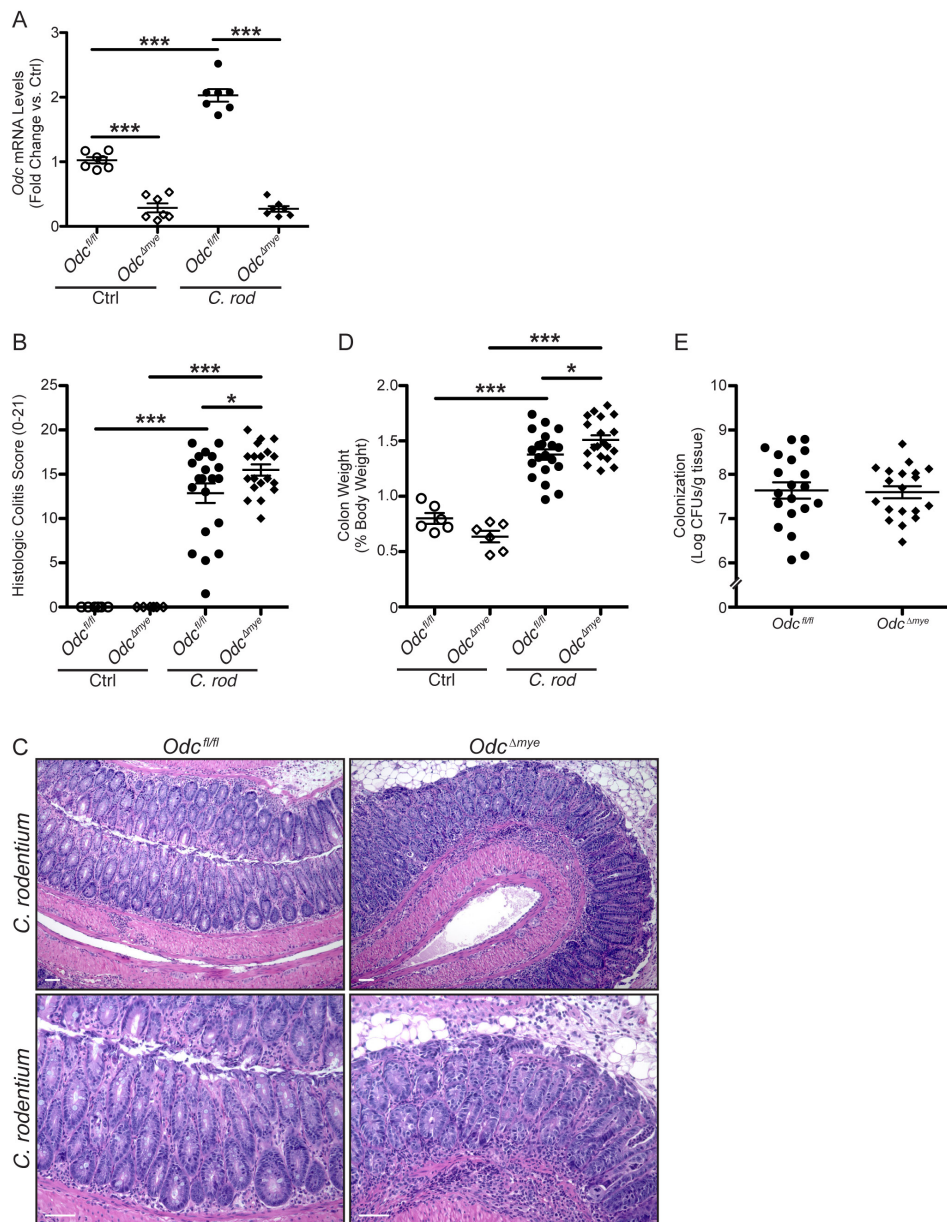 A
Odc mRNA Levels
(Fold Change vs. Ctrl)
3
2
1
0
***
***
***
Odc fl/fl
Odc Δmye
Odc fl/fl
Odc Δmye
Ctrl
C. rod
B
Histologic Colitis Score (0-21)
25
20
15
10
5
0
***
***
*
Odc fl/fl
Odc Δmye
Odc fl/fl
Odc Δmye
Ctrl
C. rod
D
Colon Weight
(% Body Weight)
2.0
1.5
1.0
0.5
0
***
***
*
Odc fl/fl
Odc Δmye
Odc fl/fl
Odc Δmye
Ctrl
C. rod
E
Colonization
(Log CFUs/g tissue)
10
9
8
7
6
0
Odc fl/fl
Odc Δmye
C
Odc fl/fl
Odc Δmye
C. rodentium
C. rodentium